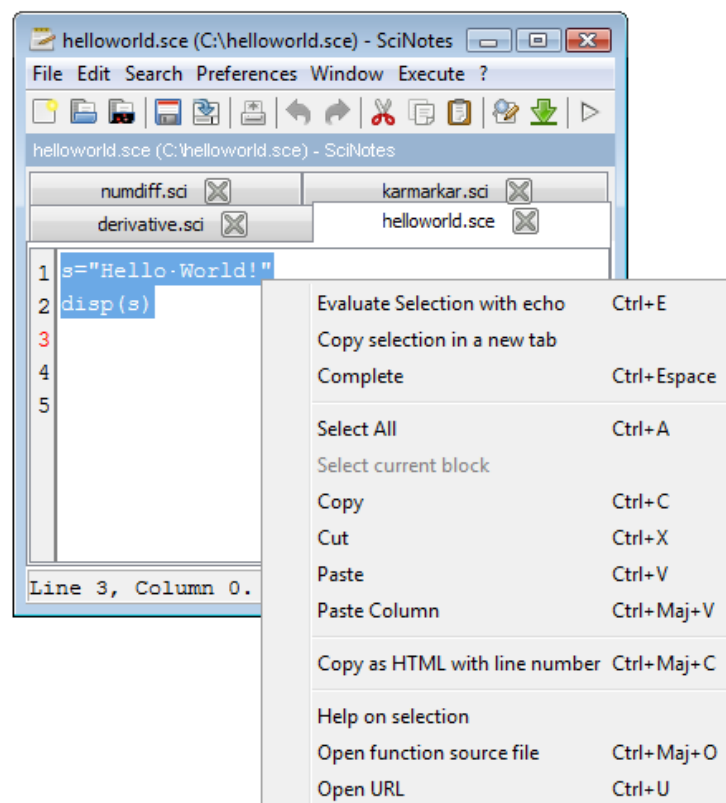 helloworld.sce (C:\helloworld.sce) - SciNotes
File Edit Search Preferences Window Execute ?
helloworld.sce (C:\helloworld.sce) - SciNotes
numdiff.sci karmarkar.sci
derivative.sci helloworld.sce
1 s="Hello·World!"
2 disp(s)
3
4
5
Line 3, Column 0.
Evaluate Selection with echo Ctrl+E
Copy selection in a new tab
Complete Ctrl+Espace
Select All Ctrl+A
Select current block
Copy Ctrl+C
Cut Ctrl+X
Paste Ctrl+V
Paste Column Ctrl+Maj+V
Copy as HTML with line number Ctrl+Maj+C
Help on selection
Open function source file Ctrl+Maj+O
Open URL Ctrl+U